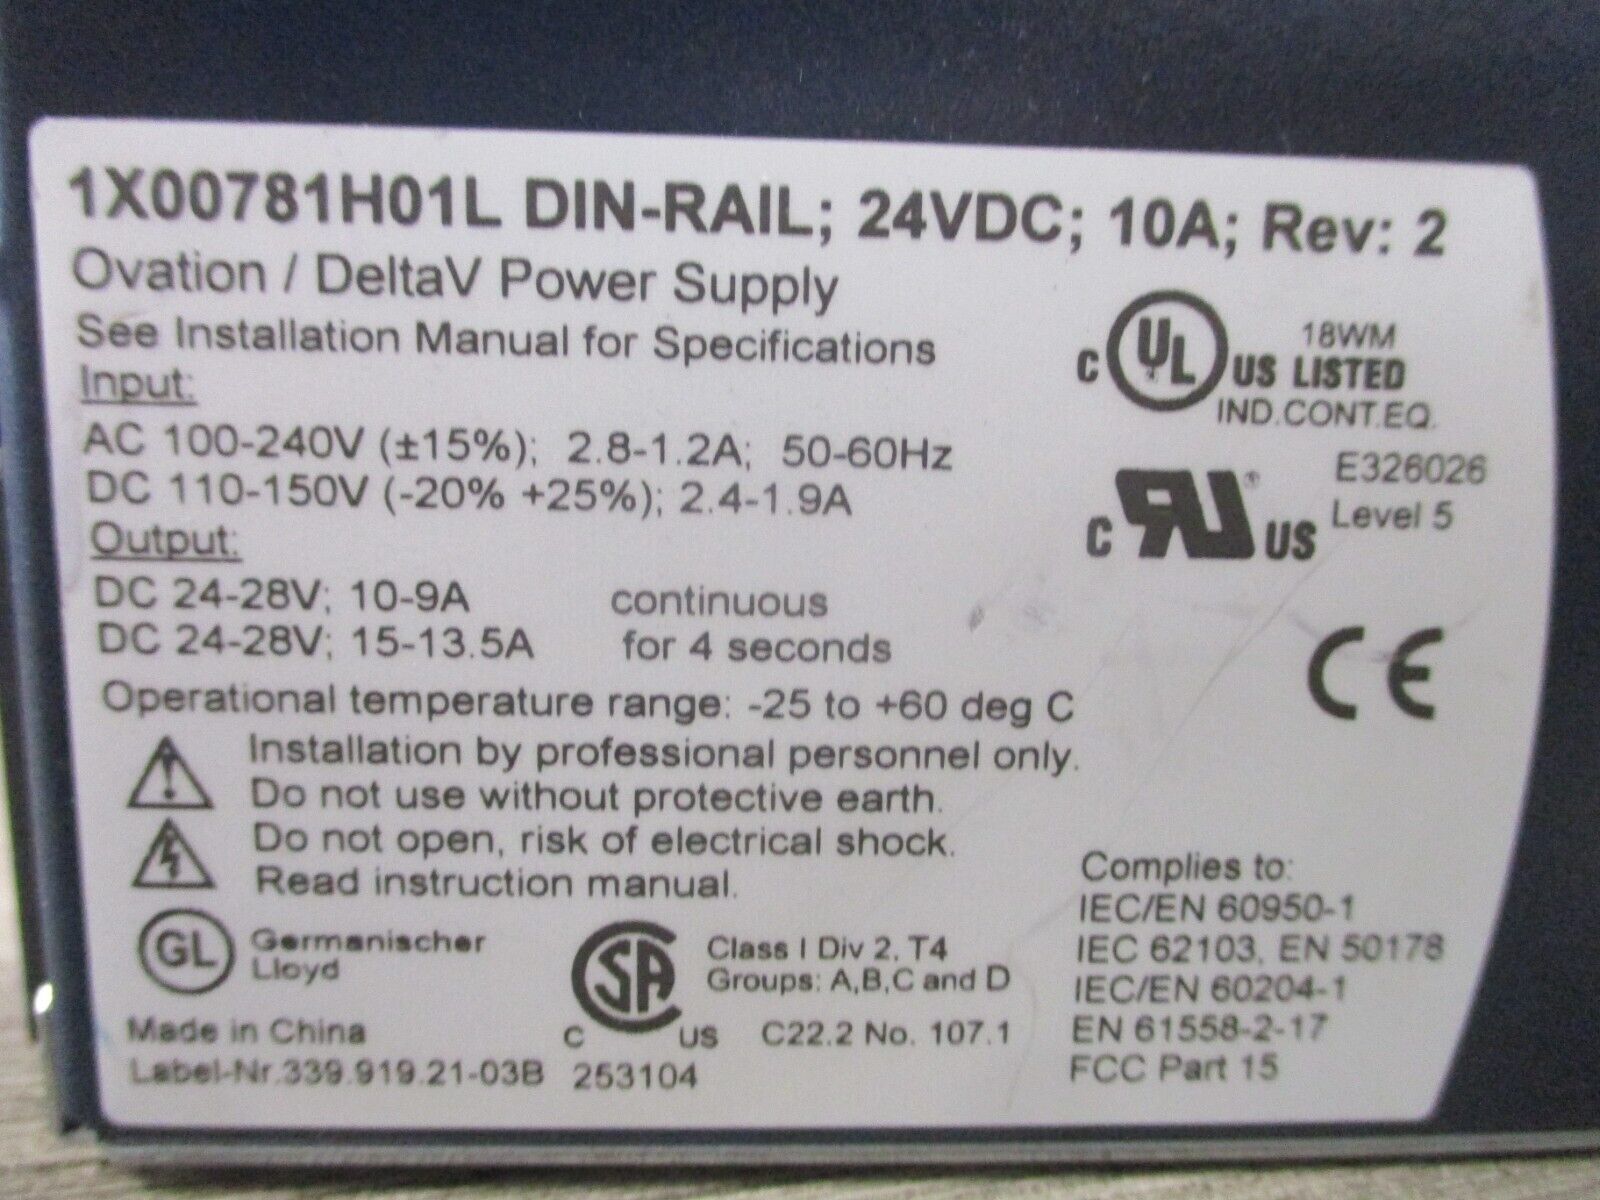 1X00781H01L DIN-RAIL; 24VDC; 10A; Rev: 2
Ovation / DeltaV Power Supply
See Installation Manual for Specifications
Input:
AC 100-240V (±15%); 2.8-1.2A; 50-60Hz
DC 110-150V (-20% +25%); 2.4-1.9A
Output:
DC 24-28V; 10-9A continuous
DC 24-28V; 15-13.5A for 4 seconds
Operational temperature range: -25 to +60 deg C
Installation by professional personnel only.
Do not use without protective earth.
Do not open, risk of electrical shock.
Read instruction manual.
GL Germanischer
Lloyd
Made in China
Label-Nr.339.919.21-03B
C SA US
Class I Div 2, T4
Groups: A,B,C and D
C22.2 No. 107.1
253104
C UL US LISTED
18WM
IND.CONT.EQ.
C RU ® US
E326026
Level 5
CE
Complies to:
IEC/EN 60950-1
IEC 62103, EN 50178
IEC/EN 60204-1
EN 61558-2-17
FCC Part 15